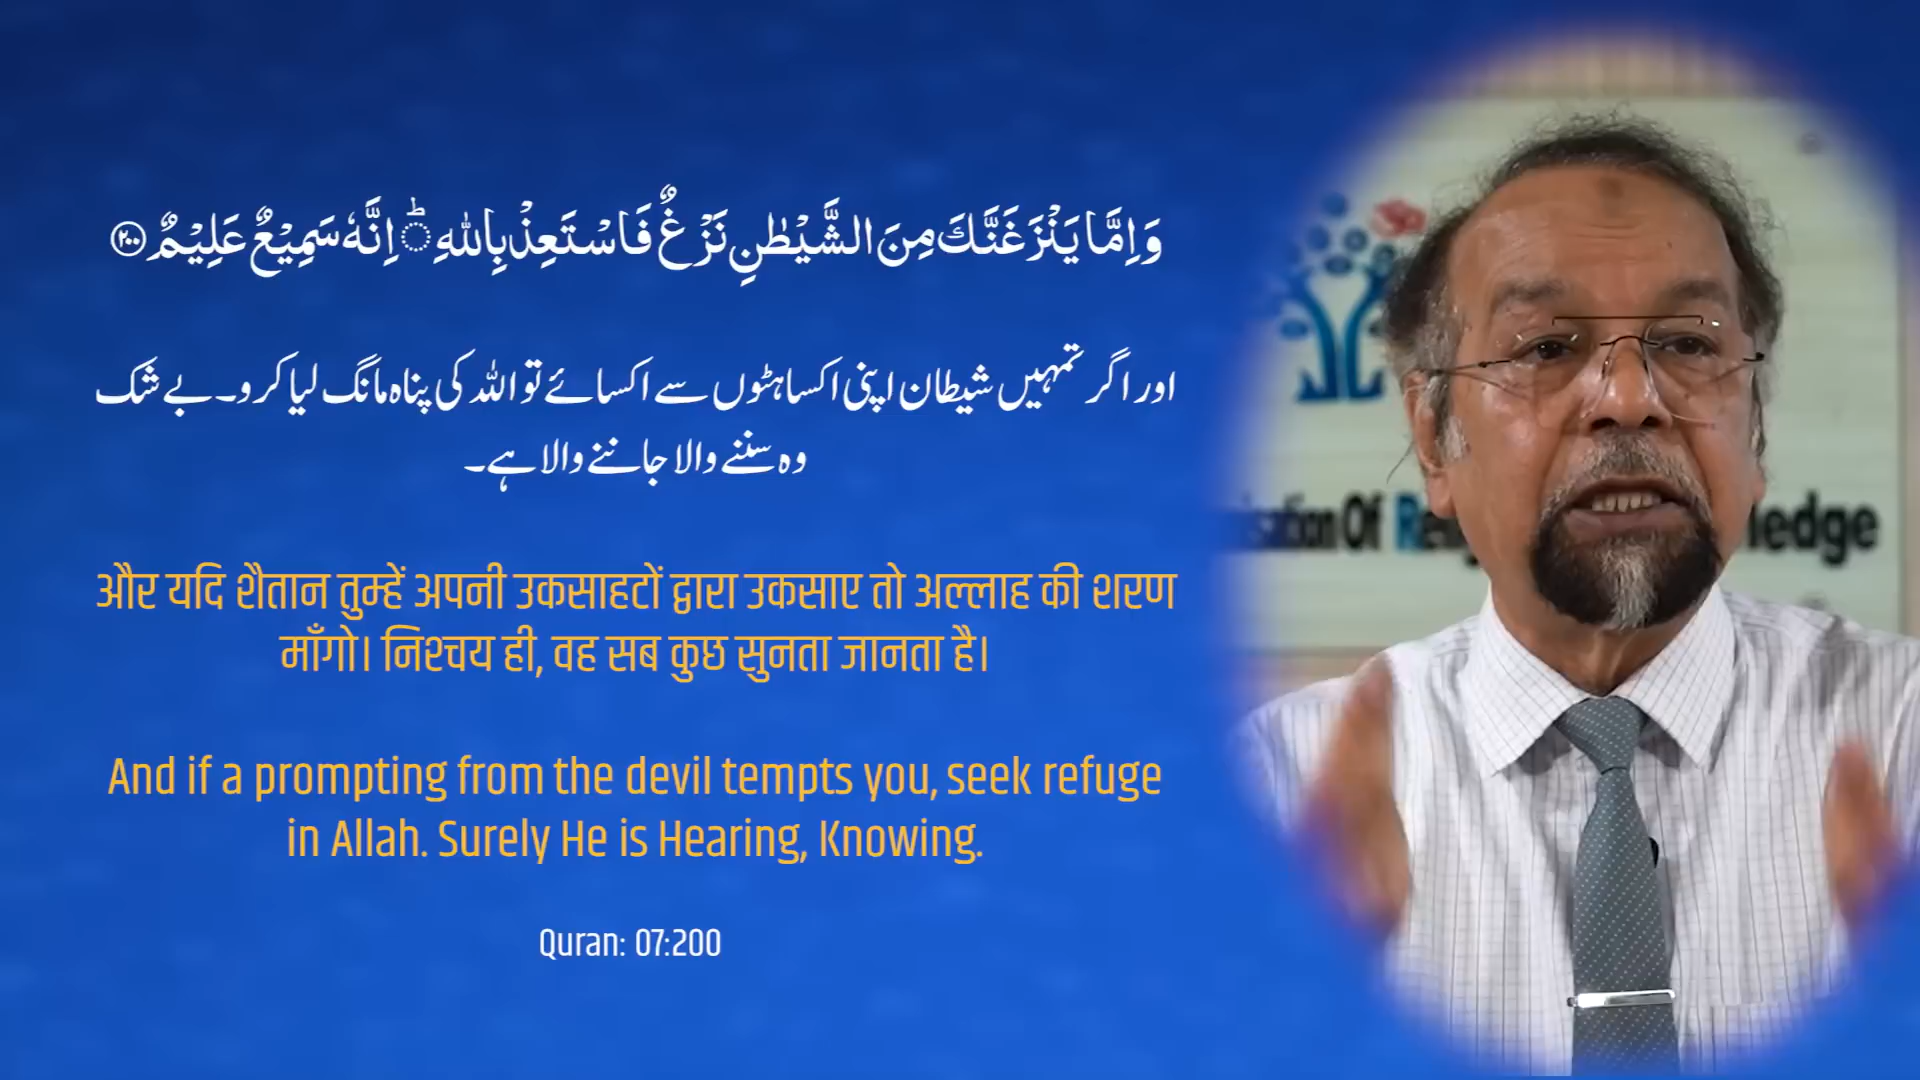 وَاِمَّا يَنْزَغَنَّكَ مِنَ الشَّيْطٰنِ نَزْغٌ فَاسْتَعِذْ بِاللهِ ؕ اِنَّهٗ سَمِيْعٌ عَلِيْمٌ ﴿۲۰۰﴾
اور اگر تمہیں شیطان اپنی اکساہٹوں سے اکسائے تو اللہ کی پناہ مانگ لیا کرو۔ بے شک
وہ سننے والا جاننے والا ہے۔
और यदि शैतान तुम्हें अपनी उकसाहटों द्वारा उकसाए तो अल्लाह की शरण
माँगो। निश्चय ही, वह सब कुछ सुनता जानता है।
And if a prompting from the devil tempts you, seek refuge
in Allah. Surely He is Hearing, Knowing.
Quran: 07:200
Of